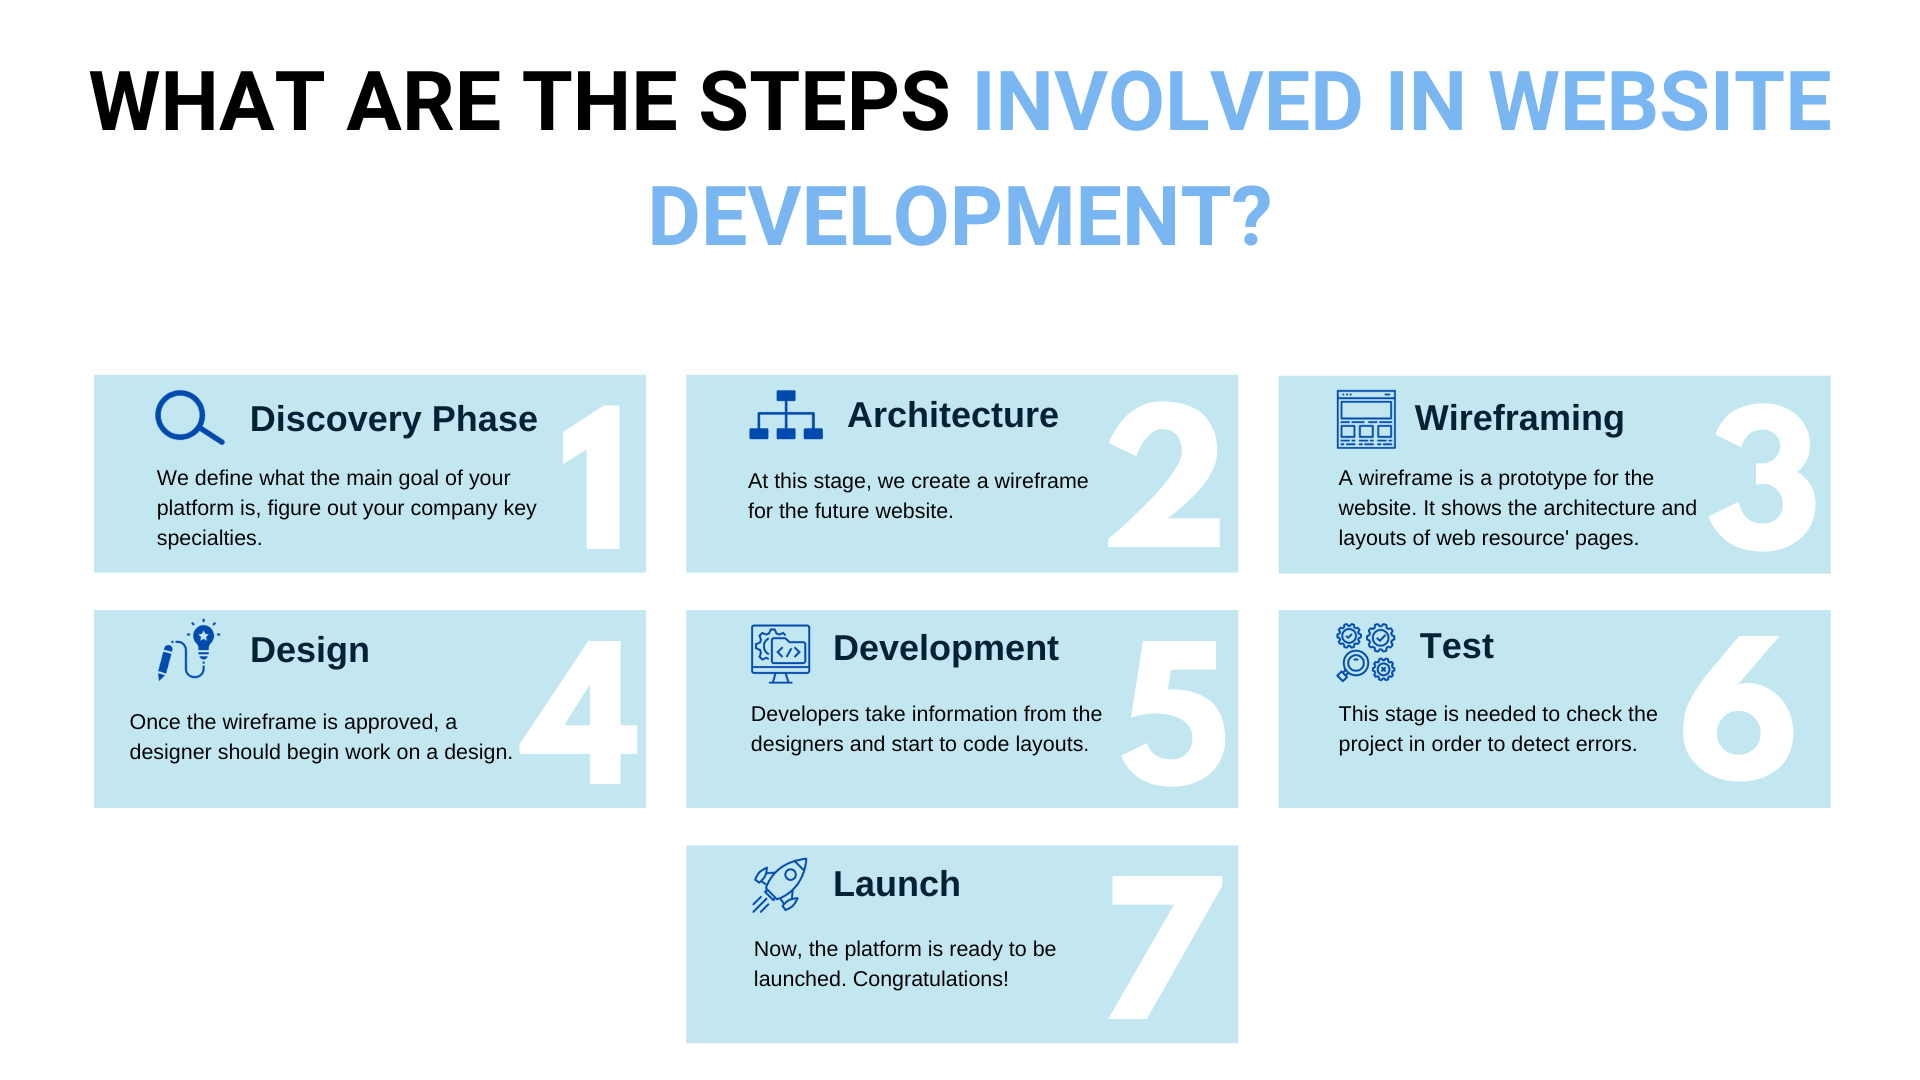 WHAT ARE THE STEPS INVOLVED IN WEBSITE
DEVELOPMENT?
Discovery Phase
1
We define what the main goal of your
platform is, figure out your company key
specialties.
Architecture
2
At this stage, we create a wireframe
for the future website.
Wireframing
3
A wireframe is a prototype for the
website. It shows the architecture and
layouts of web resource' pages.
Design
4
Once the wireframe is approved, a
designer should begin work on a design.
Development
5
Developers take information from the
designers and start to code layouts.
Test
6
This stage is needed to check the
project in order to detect errors.
Launch
7
Now, the platform is ready to be
launched. Congratulations!